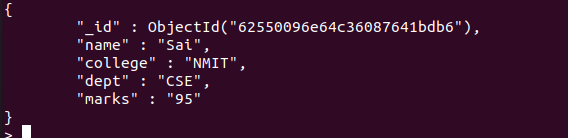 {
"_id" : ObjectId("62550096e64c36087641bdb6"),
"name" : "Sai",
"college" : "NMIT",
"dept" : "CSE",
"marks" : "95"
}
>